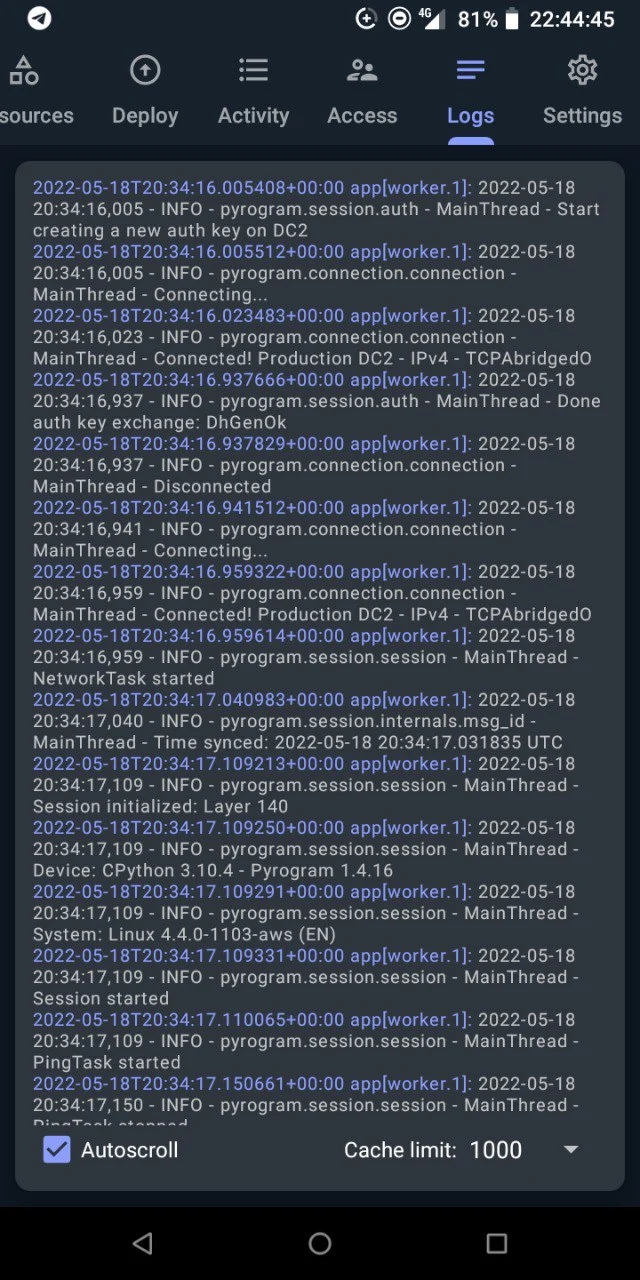 4G 81% 22:44:45
sources Deploy Activity Access Logs Settings
2022-05-18T20:34:16.005408+00:00 app[worker.1]: 2022-05-18
20:34:16,005 - INFO - pyrogram.session.auth - MainThread - Start
creating a new auth key on DC2
2022-05-18T20:34:16.005512+00:00 app[worker.1]: 2022-05-18
20:34:16,005 - INFO - pyrogram.connection.connection -
MainThread - Connecting...
2022-05-18T20:34:16.023483+00:00 app[worker.1]: 2022-05-18
20:34:16,023 - INFO - pyrogram.connection.connection -
MainThread - Connected! Production DC2 - IPv4 - TCPAbridgedO
2022-05-18T20:34:16.937666+00:00 app[worker.1]: 2022-05-18
20:34:16,937 - INFO - pyrogram.session.auth - MainThread - Done
auth key exchange: DhGenOk
2022-05-18T20:34:16.937829+00:00 app[worker.1]: 2022-05-18
20:34:16,937 - INFO - pyrogram.connection.connection -
MainThread - Disconnected
2022-05-18T20:34:16.941512+00:00 app[worker.1]: 2022-05-18
20:34:16,941 - INFO - pyrogram.connection.connection -
MainThread - Connecting...
2022-05-18T20:34:16.959322+00:00 app[worker.1]: 2022-05-18
20:34:16,959 - INFO - pyrogram.connection.connection -
MainThread - Connected! Production DC2 - IPv4 - TCPAbridgedO
2022-05-18T20:34:16.959614+00:00 app[worker.1]: 2022-05-18
20:34:16,959 - INFO - pyrogram.session.session - MainThread -
NetworkTask started
2022-05-18T20:34:17.040983+00:00 app[worker.1]: 2022-05-18
20:34:17,040 - INFO - pyrogram.session.internals.msg_id -
MainThread - Time synced: 2022-05-18 20:34:17.031835 UTC
2022-05-18T20:34:17.109213+00:00 app[worker.1]: 2022-05-18
20:34:17,109 - INFO - pyrogram.session.session - MainThread -
Session initialized: Layer 140
2022-05-18T20:34:17.109250+00:00 app[worker.1]: 2022-05-18
20:34:17,109 - INFO - pyrogram.session.session - MainThread -
Device: CPython 3.10.4 - Pyrogram 1.4.16
2022-05-18T20:34:17.109291+00:00 app[worker.1]: 2022-05-18
20:34:17,109 - INFO - pyrogram.session.session - MainThread -
System: Linux 4.4.0-1103-aws (EN)
2022-05-18T20:34:17.109331+00:00 app[worker.1]: 2022-05-18
20:34:17,109 - INFO - pyrogram.session.session - MainThread -
Session started
2022-05-18T20:34:17.110065+00:00 app[worker.1]: 2022-05-18
20:34:17,109 - INFO - pyrogram.session.session - MainThread -
PingTask started
2022-05-18T20:34:17.150661+00:00 app[worker.1]: 2022-05-18
20:34:17,150 - INFO - pyrogram.session.session - MainThread -
PingTask stopped
Autoscroll Cache limit: 1000